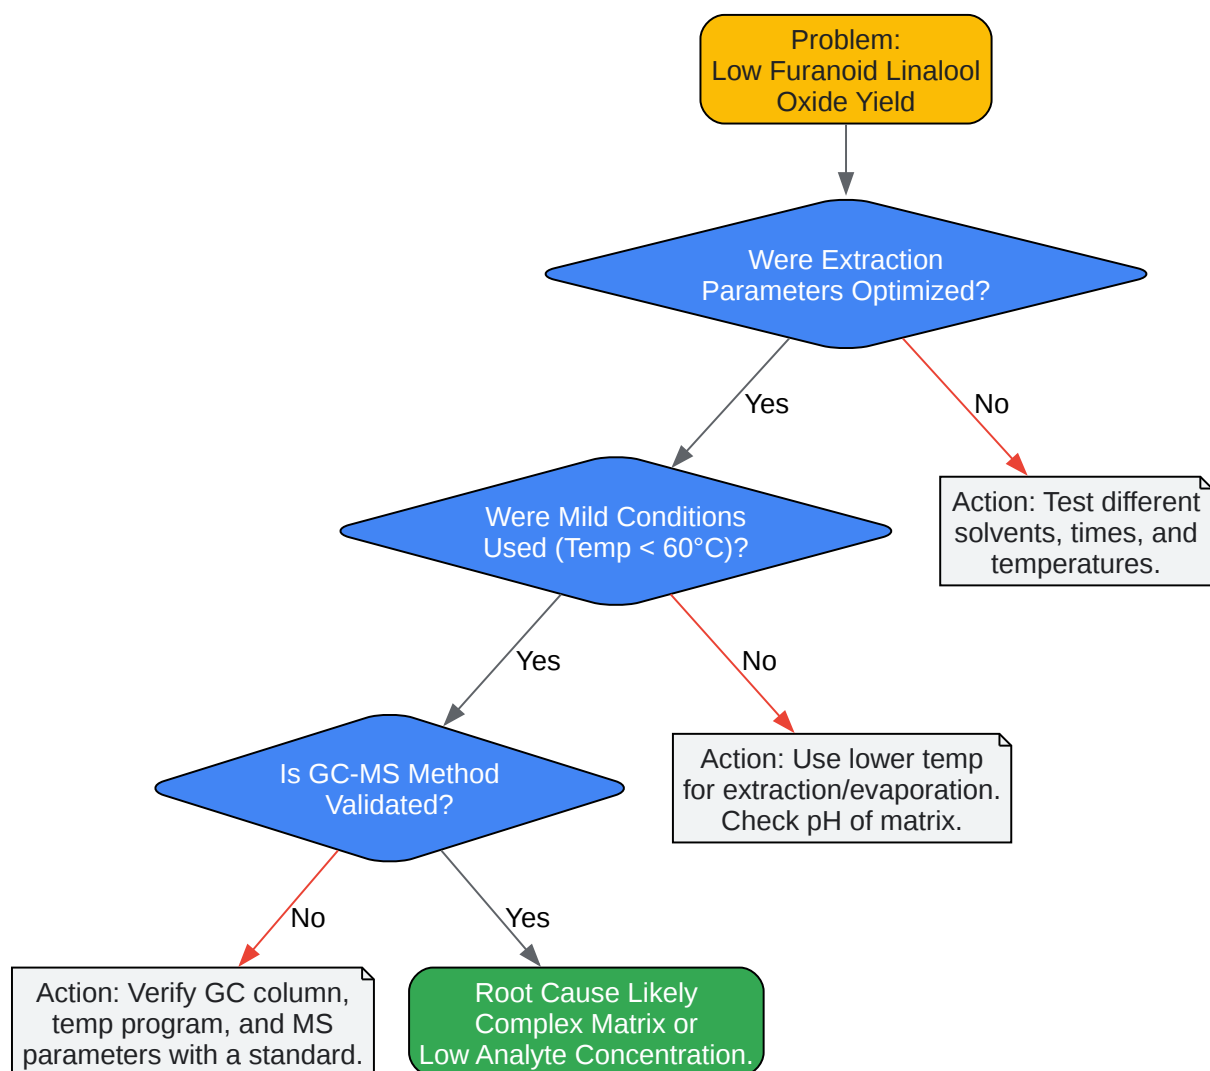 Problem:
Low Furanoid Linalool
Oxide Yield
Were Extraction
Parameters Optimized?
Yes
No
Were Mild Conditions
Used (Temp < 60°C)?
Action: Test different
solvents, times, and
temperatures.
Yes
No
Is GC-MS Method
Validated?
Action: Use lower temp
for extraction/evaporation.
Check pH of matrix.
No
Yes
Action: Verify GC column,
temp program, and MS
parameters with a standard.
Root Cause Likely
Complex Matrix or
Low Analyte Concentration.